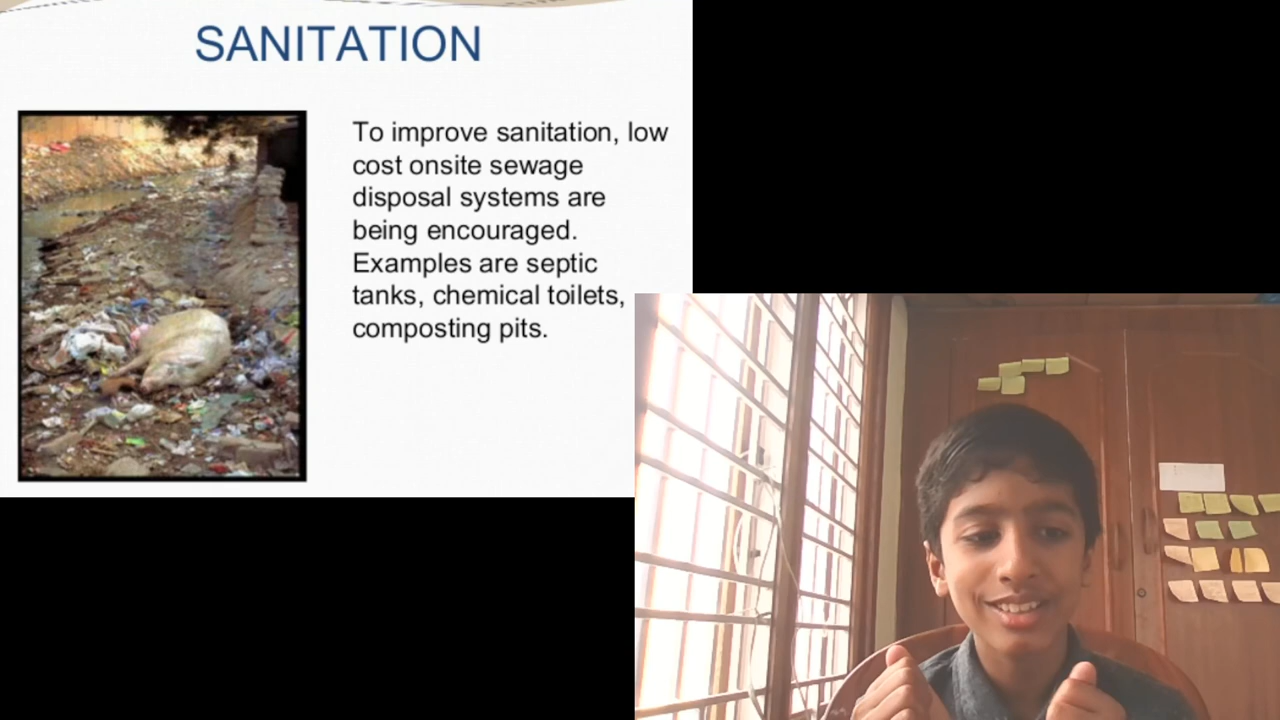 SANITATION
To improve sanitation, low
cost onsite sewage
disposal systems are
being encouraged.
Examples are septic
tanks, chemical toilets,
composting pits.